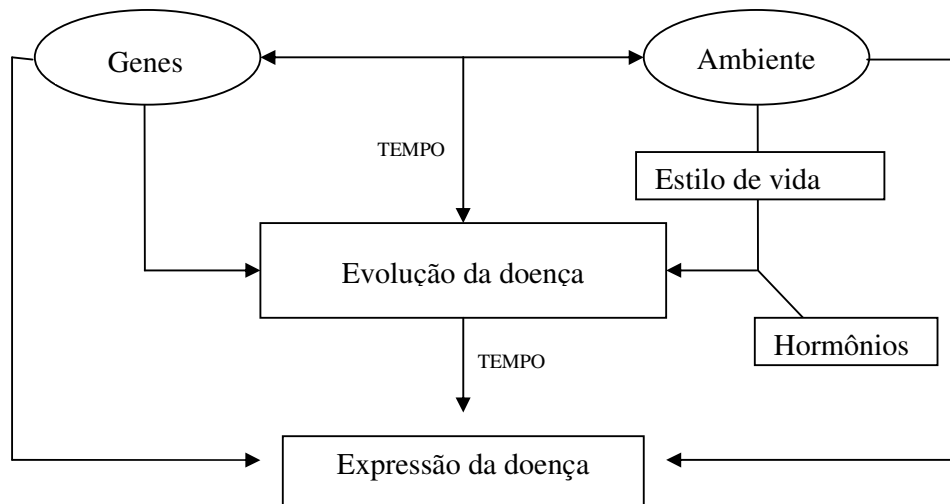 Genes
Ambiente
TEMPO
Estilo de vida
Evolução da doença
Hormônios
TEMPO
Expressão da doença